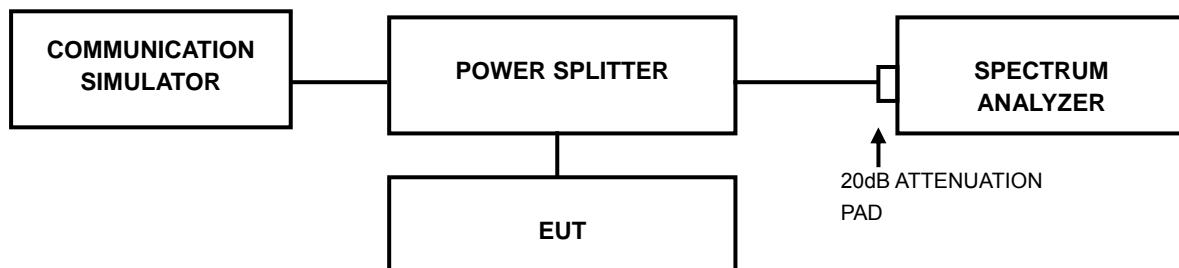 COMMUNICATION
SIMULATOR
POWER SPLITTER
SPECTRUM
ANALYZER
20dB ATTENUATION
PAD
EUT